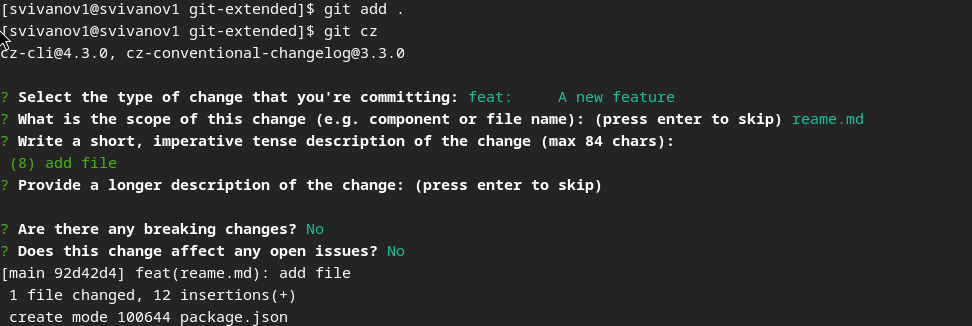 [svivanov1@svivanov1 git-extended]$ git add .
[svivanov1@svivanov1 git-extended]$ git cz
cz-cli@4.3.0, cz-conventional-changelog@3.3.0
? Select the type of change that you're committing: feat:     A new feature
? What is the scope of this change (e.g. component or file name): (press enter to skip) reame.md
? Write a short, imperative tense description of the change (max 84 chars):
 (8) add file
? Provide a longer description of the change: (press enter to skip)
? Are there any breaking changes? No
? Does this change affect any open issues? No
[main 92d42d4] feat(reame.md): add file
 1 file changed, 12 insertions(+)
 create mode 100644 package.json